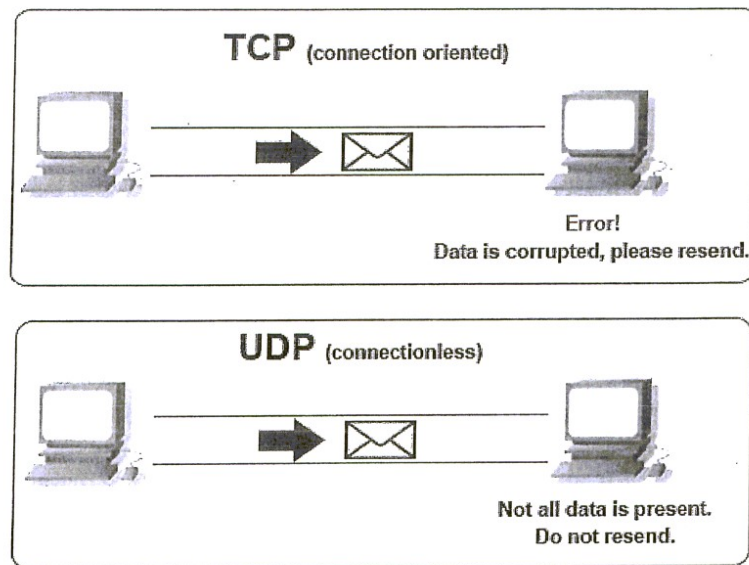 TCP (connection oriented)
Error!
Data is corrupted, please resend.
UDP (connectionless)
Not all data is present.
Do not resend.